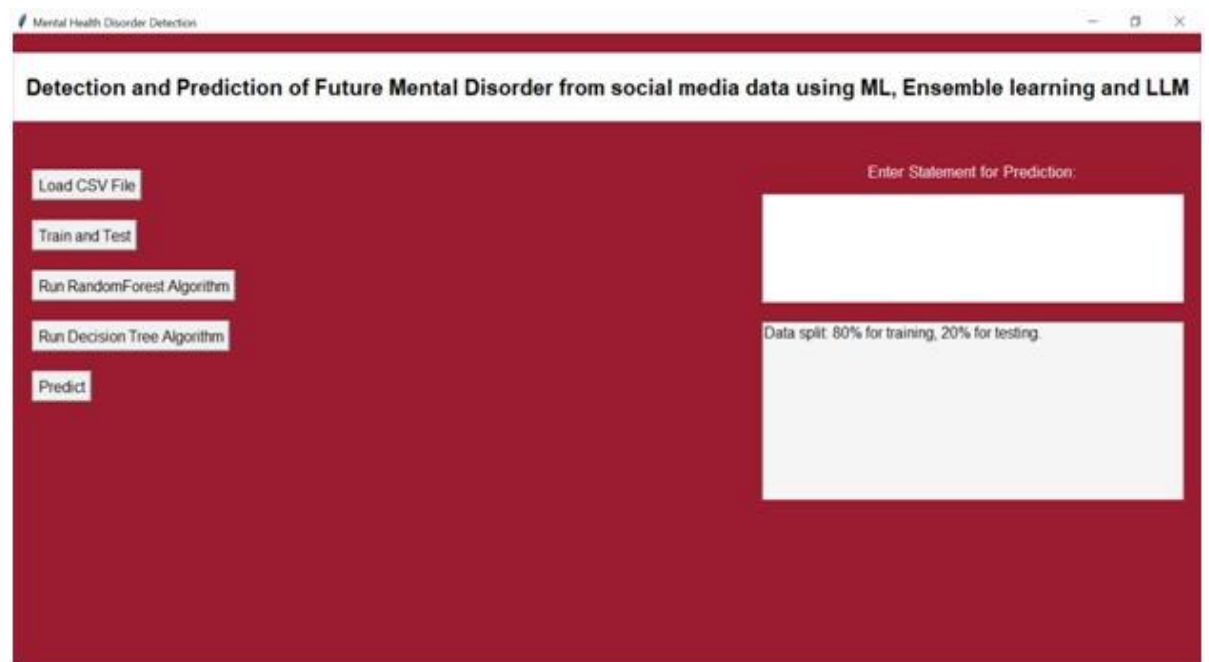 Mental Health Disorder Detection
Detection and Prediction of Future Mental Disorder from social media data using ML, Ensemble learning and LLM
Load CSV File
Train and Test
Run RandomForest Algorithm
Run Decision Tree Algorithm
Predict
Enter Statement for Prediction:
Data split: 80% for training, 20% for testing.